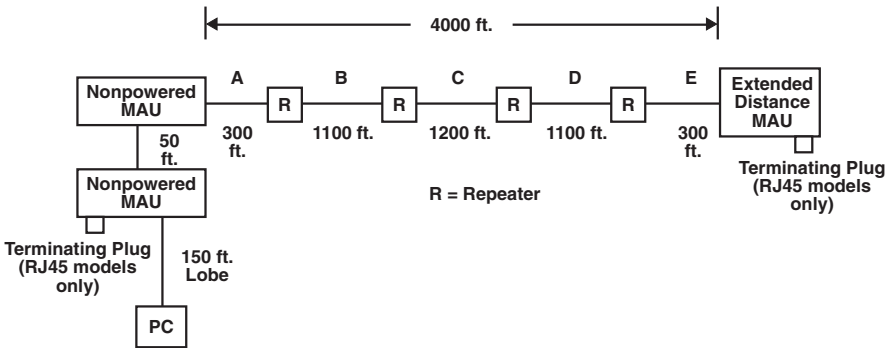 4000 ft.
A B C D E
Nonpowered
MAU
R R R R
Extended
Distance
MAU
300
ft.
1100 ft.
1200 ft.
1100 ft.
300
ft.
50
ft.
Nonpowered
MAU
R = Repeater
Terminating Plug
(RJ45 models
only)
Terminating Plug
(RJ45 models
only)
150 ft.
Lobe
PC